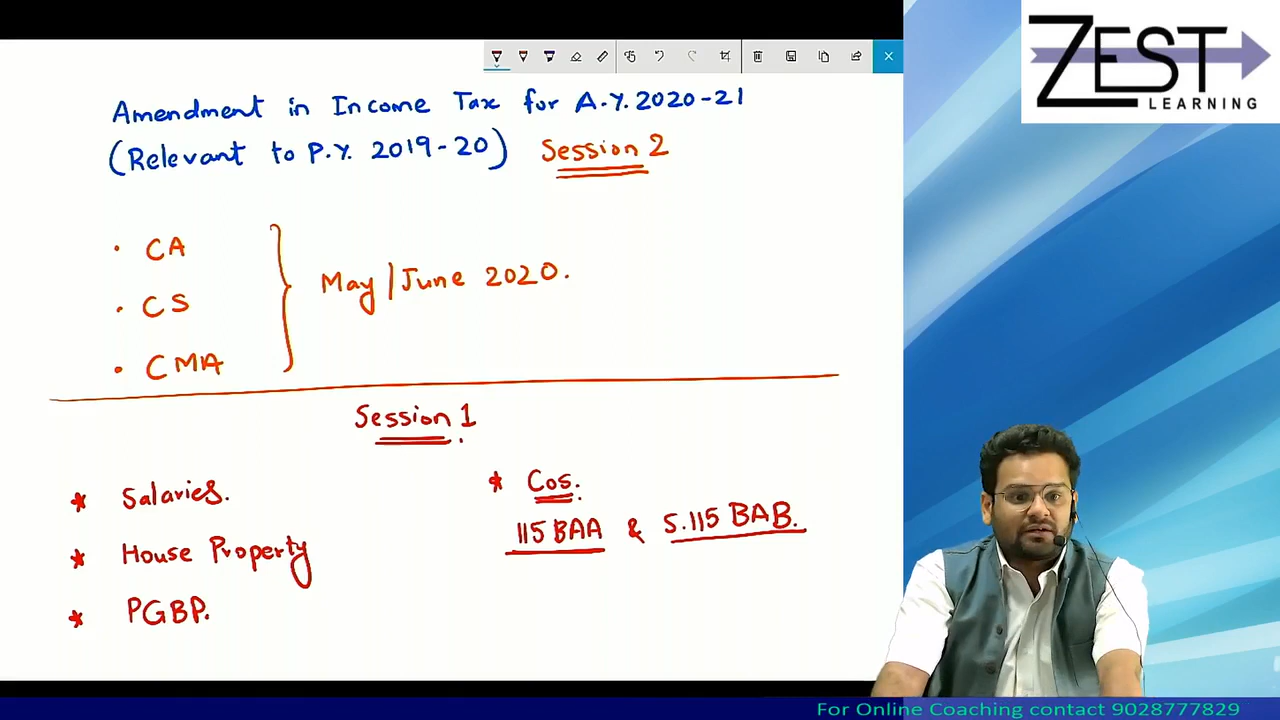 Amendment in Income Tax for A.Y. 2020-21
(Relevant to P.Y. 2019-20) Session 2
• CA
• CS
• CMA
May/June 2020.
Session 1
* Salaries.
* House Property
* PGBP.
* Cos.
115 BAA & S.115 BAB.
ZEST
LEARNING
For Online Coaching contact 9028777829